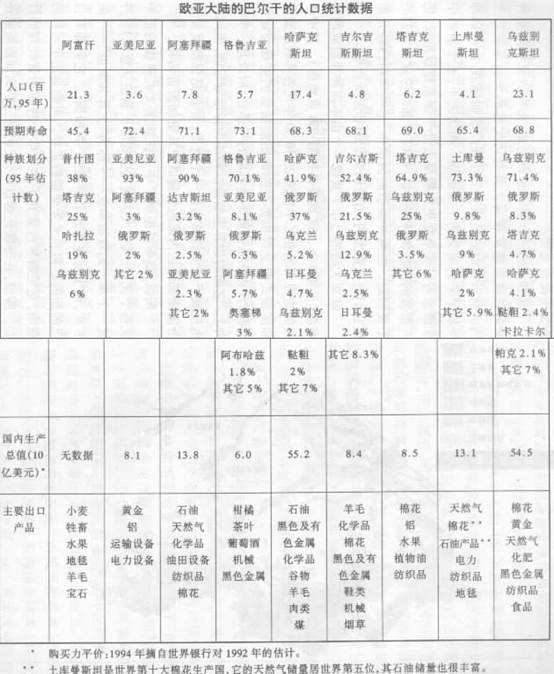 欧亚大陆的巴尔干的人口统计数据
阿富汗 亚美尼亚 阿塞拜疆 格鲁吉亚 哈萨克斯坦 吉尔吉斯斯坦 塔吉克斯坦 土库曼斯坦 乌兹别克斯坦
人口(百万,95年) 21.3 3.6 7.8 5.7 17.4 4.8 6.2 4.1 23.1
预期寿命 45.4 72.4 71.1 73.1 68.3 68.1 69.0 65.4 68.8
种族划分(95年估计数) 普什图 亚美尼亚 阿塞拜疆 格鲁吉亚 哈萨克 吉尔吉斯 塔吉克 土库曼 乌兹别克
38% 93% 90% 70.1% 41.9% 52.4% 64.9% 73.3% 71.4%
塔吉克 阿塞拜疆 达吉斯坦 亚美尼亚 俄罗斯 俄罗斯 乌兹别克 俄罗斯 俄罗斯
25% 3% 3.2% 8.1% 37% 21.5% 25% 9.8% 8.3%
哈扎拉 俄罗斯 俄罗斯 俄罗斯 乌克兰 乌兹别克 俄罗斯 乌兹别克 塔吉克
19% 2% 2.5% 6.3% 5.2% 12.9% 3.5% 9% 4.7%
乌兹别克 其它2% 亚美尼亚 阿塞拜疆 日耳曼 乌克兰 其它6% 哈萨克 哈萨克
6% 2.3% 5.7% 4.7% 2.5% 2% 4.1%
其它2% 奥塞梯 乌兹别克 日耳曼 其它5.9% 鞑靼2.4%
3% 2.1% 2.4% 卡拉卡尔
阿布哈兹 鞑靼 其它8.3% 帕克2.1%
1.8% 2% 其它7%
其它5% 其它7%
国内生产总值(10亿美元)* 无数据 8.1 13.8 6.0 55.2 8.4 8.5 13.1 54.5
主要出口产品 小麦 黄金 石油 柑橘 石油 羊毛 棉花 天然气 棉花
牲畜 铝 天然气 茶叶 黑色及有 化学品 铝 棉花** 黄金
水果 运输设备 化学品 葡萄酒 色金属 棉花 水果 石油产品** 天然气
地毯 电力设备 油田设备 机械 化学品 黑色及有 植物油 电力 化肥
羊毛 纺织品 黑色金属 谷物 色金属 纺织品 纺织品 黑色金属
宝石 棉花 羊毛 鞋类 地毯 纺织品
肉类 机械 食品
煤 烟草
* 购买力平价:1994年摘自世界银行对1992年的估计。
** 土库曼斯坦是世界第十大棉花生产国,它的天然气储量居世界第五位,其石油储量也很丰富。